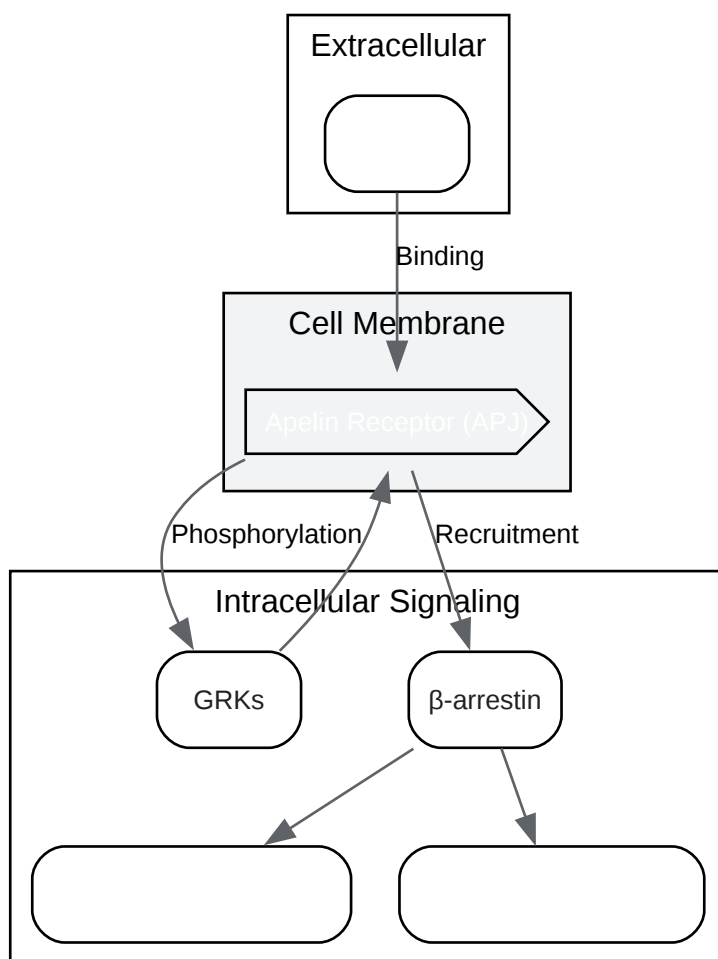 Extracellular
Binding
Cell Membrane
Apelin Receptor (APJ)
Phosphorylation
Recruitment
Intracellular Signaling
GRKs
β-arrestin